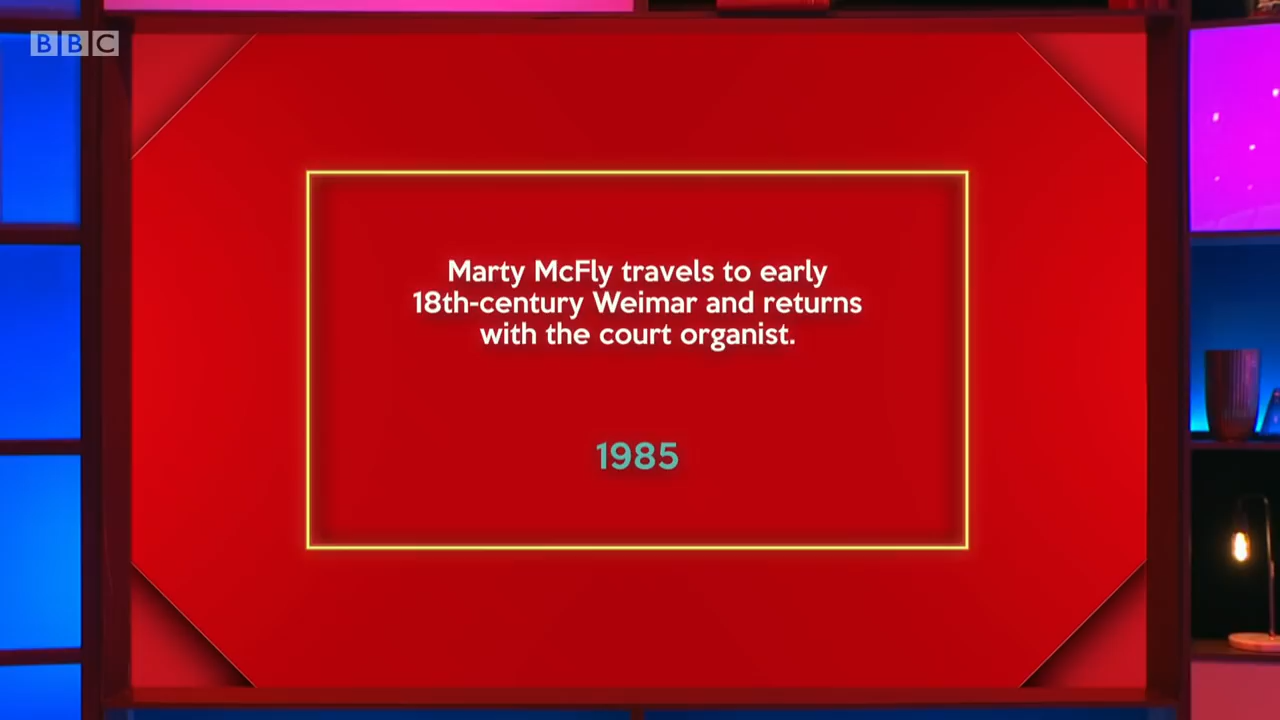 BBC
Marty McFly travels to early
18th-century Weimar and returns
with the court organist.
1985